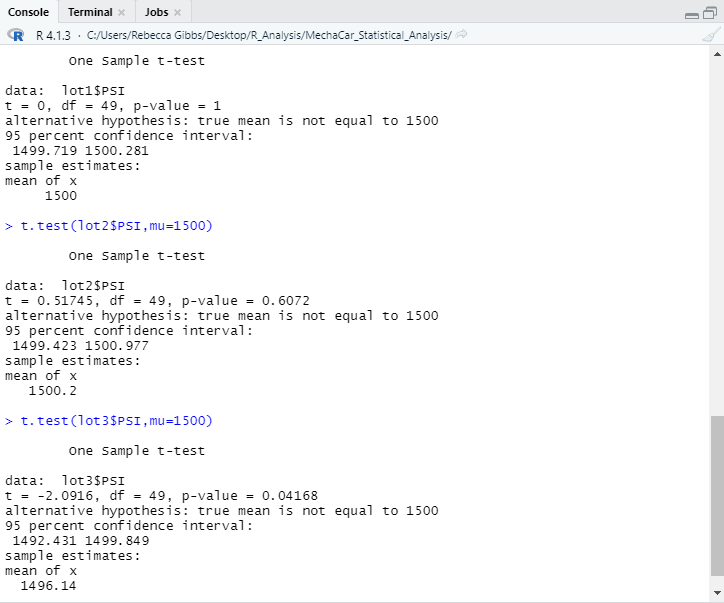 Console Terminal Jobs
R 4.1.3 · C:/Users/Rebecca Gibbs/Desktop/R_Analysis/MechaCar_Statistical_Analysis/
One Sample t-test
data:  lot1$PSI
t = 0, df = 49, p-value = 1
alternative hypothesis: true mean is not equal to 1500
95 percent confidence interval:
1499.719 1500.281
sample estimates:
mean of x
1500
> t.test(lot2$PSI,mu=1500)
One Sample t-test
data:  lot2$PSI
t = 0.51745, df = 49, p-value = 0.6072
alternative hypothesis: true mean is not equal to 1500
95 percent confidence interval:
1499.423 1500.977
sample estimates:
mean of x
1500.2
> t.test(lot3$PSI,mu=1500)
One Sample t-test
data:  lot3$PSI
t = -2.0916, df = 49, p-value = 0.04168
alternative hypothesis: true mean is not equal to 1500
95 percent confidence interval:
1492.431 1499.849
sample estimates:
mean of x
1496.14